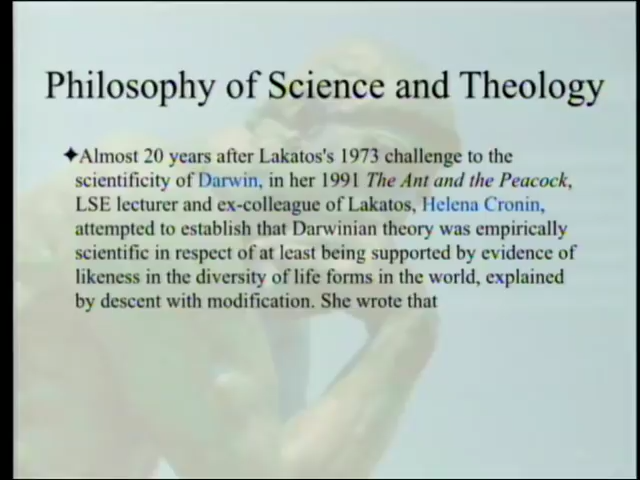 Philosophy of Science and Theology
✦Almost 20 years after Lakatos's 1973 challenge to the
scientificity of Darwin, in her 1991 The Ant and the Peacock,
LSE lecturer and ex-colleague of Lakatos, Helena Cronin,
attempted to establish that Darwinian theory was empirically
scientific in respect of at least being supported by evidence of
likeness in the diversity of life forms in the world, explained
by descent with modification. She wrote that